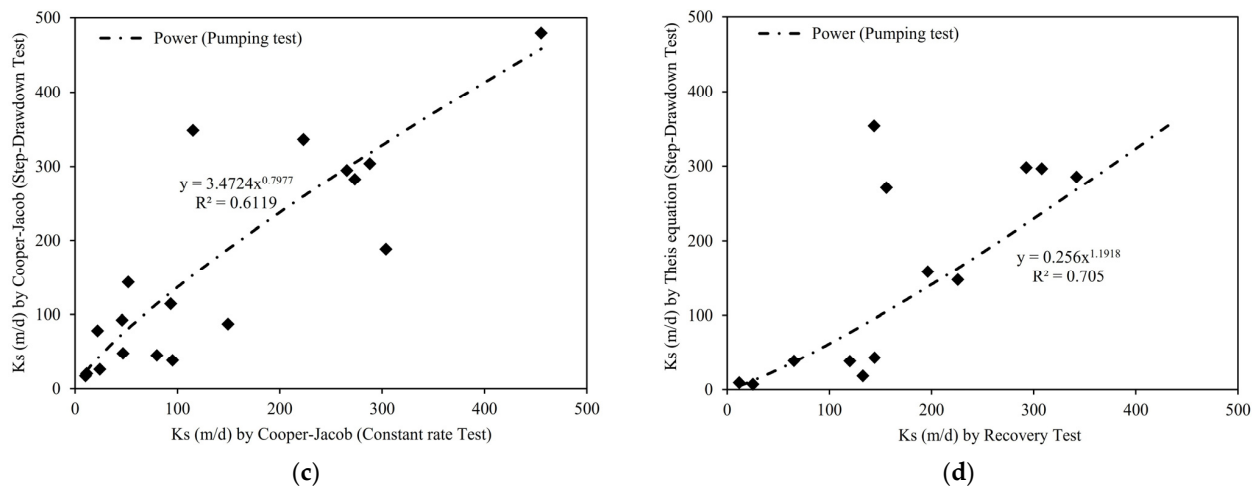 Ks (m/d) by Cooper-Jacob (Step-Drawdown Test)
500
400
300
200
100
0
Power (Pumping test)
y = 3.4724x^0.7977
R² = 0.6119
0 100 200 300 400 500
Ks (m/d) by Cooper-Jacob (Constant rate Test)
(c)
Ks (m/d) by Theis equation (Step-Drawdown Test)
500
400
300
200
100
0
Power (Pumping test)
y = 0.256x^1.1918
R² = 0.705
0 100 200 300 400 500
Ks (m/d) by Recovery Test
(d)